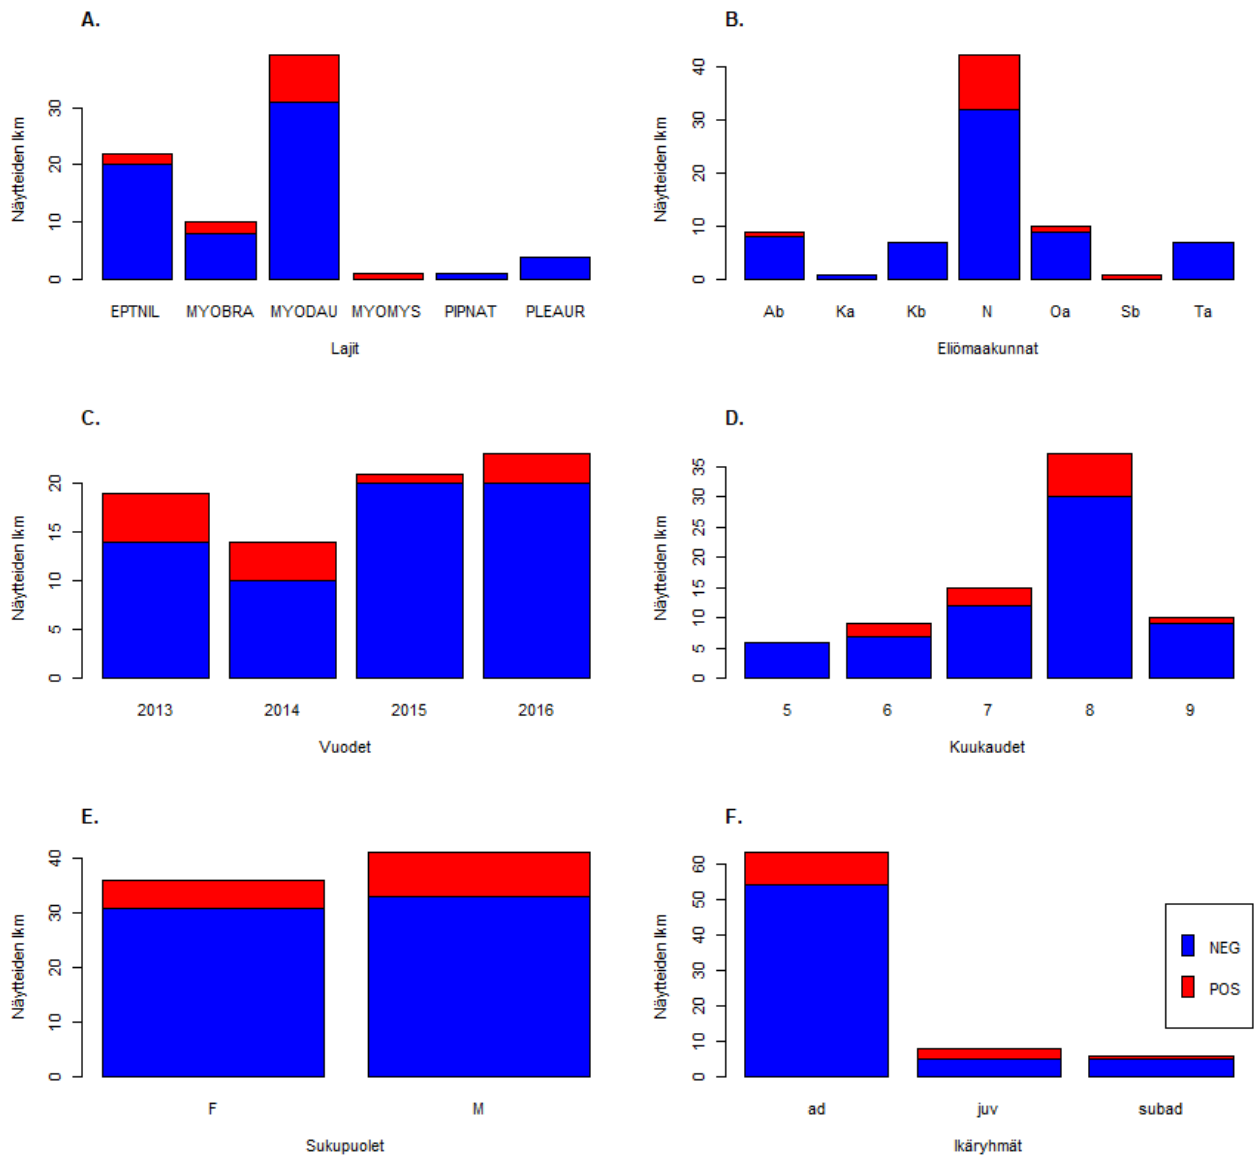 A.
Näytteiden lkm
0 10 20 30
EPTNIL MYOBRA MYODAU MYOMYS PIPNAT PLEAUR
Lajit
B.
Näytteiden lkm
0 10 20 30 40
Ab Ka Kb N Oa Sb Ta
Eliömaakunnat
C.
Näytteiden lkm
0 5 10 15 20
2013 2014 2015 2016
Vuodet
D.
Näytteiden lkm
0 5 10 15 20 25 30 35
5 6 7 8 9
Kuukaudet
E.
Näytteiden lkm
0 10 20 30 40
F M
Sukupuolet
F.
Näytteiden lkm
0 10 20 30 40 50 60
ad juv subad
Ikäryhmät
NEG
POS